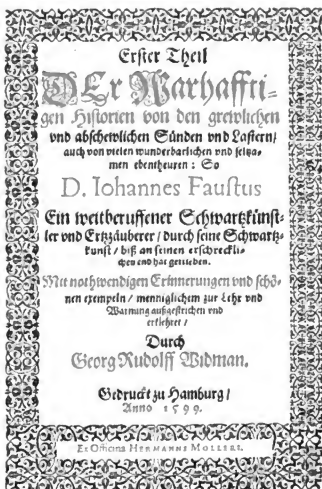 Erster Theil
DEr Warhaffti-
gen Historien von den grewlichen
vnd abschewlichen Sünden vnd Lastern/
auch von vielen wunderbarlichen vnd seltza-
men ebentheuren: So
D. Iohannes Faustus
Ein weitberuffener Schwartzkünst-
ler vnd Ertzzäuberer/ durch seine Schwartz-
kunst/ biß an seinen erschreckli-
chen end hat getrieben.
Mit nothwendigen Erinnerungen vnd schö-
nen exempeln/ menniglichem zur Lehr vnd
Warnung außgestrichen vnd
erklehret/
Durch
Georg Rudolff Widman.
Gedruckt zu Hamburg/
Anno 1599.
Ex Officina HERMANNI MOLLERI.